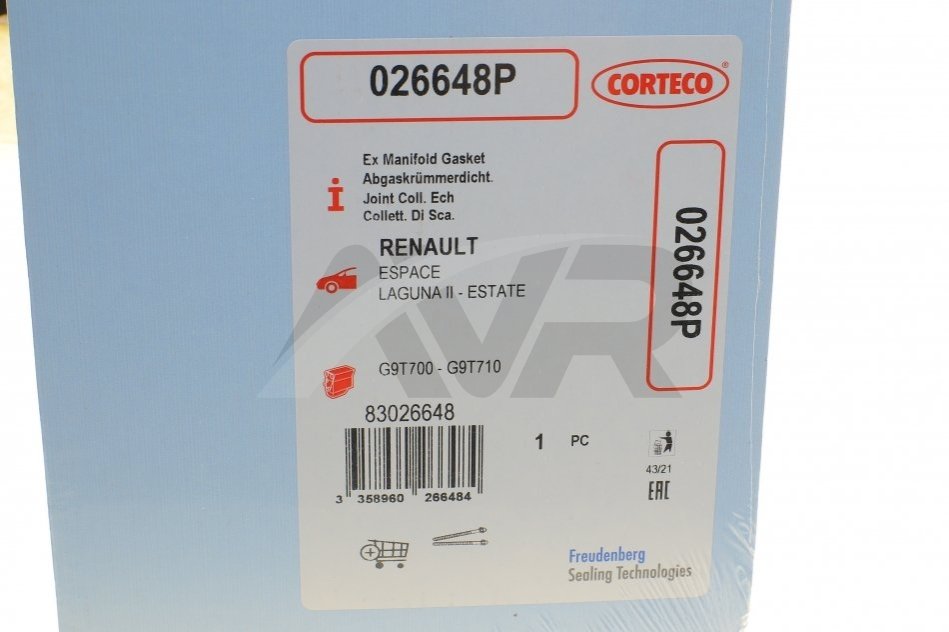 026648P
CORTECO®
Ex Manifold Gasket
Abgaskrümmerdicht.
Joint Coll. Ech
Collett. Di Sca.
RENAULT
ESPACE
LAGUNA II - ESTATE
026648P
AVR
G9T700 - G9T710
83026648
3 358960 266484
1 PC
43/21
EAC
Freudenberg
Sealing Technologies